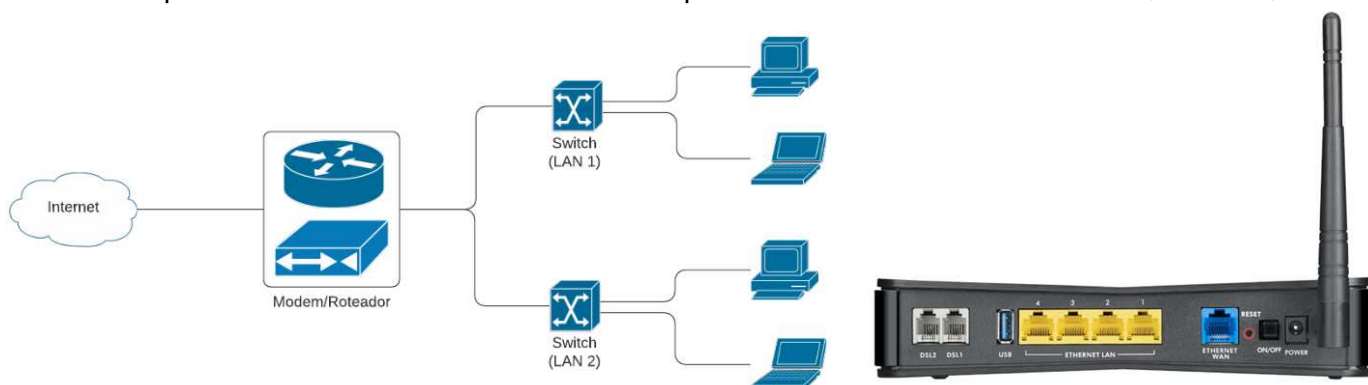 Switch
(LAN 1)
Internet
Modem/Roteador
Switch
(LAN 2)
4 3 2 1
RESET
DSL2 DSL1 USB ETHERNET LAN
ETHERNET
WAN
ON/OFF POWER